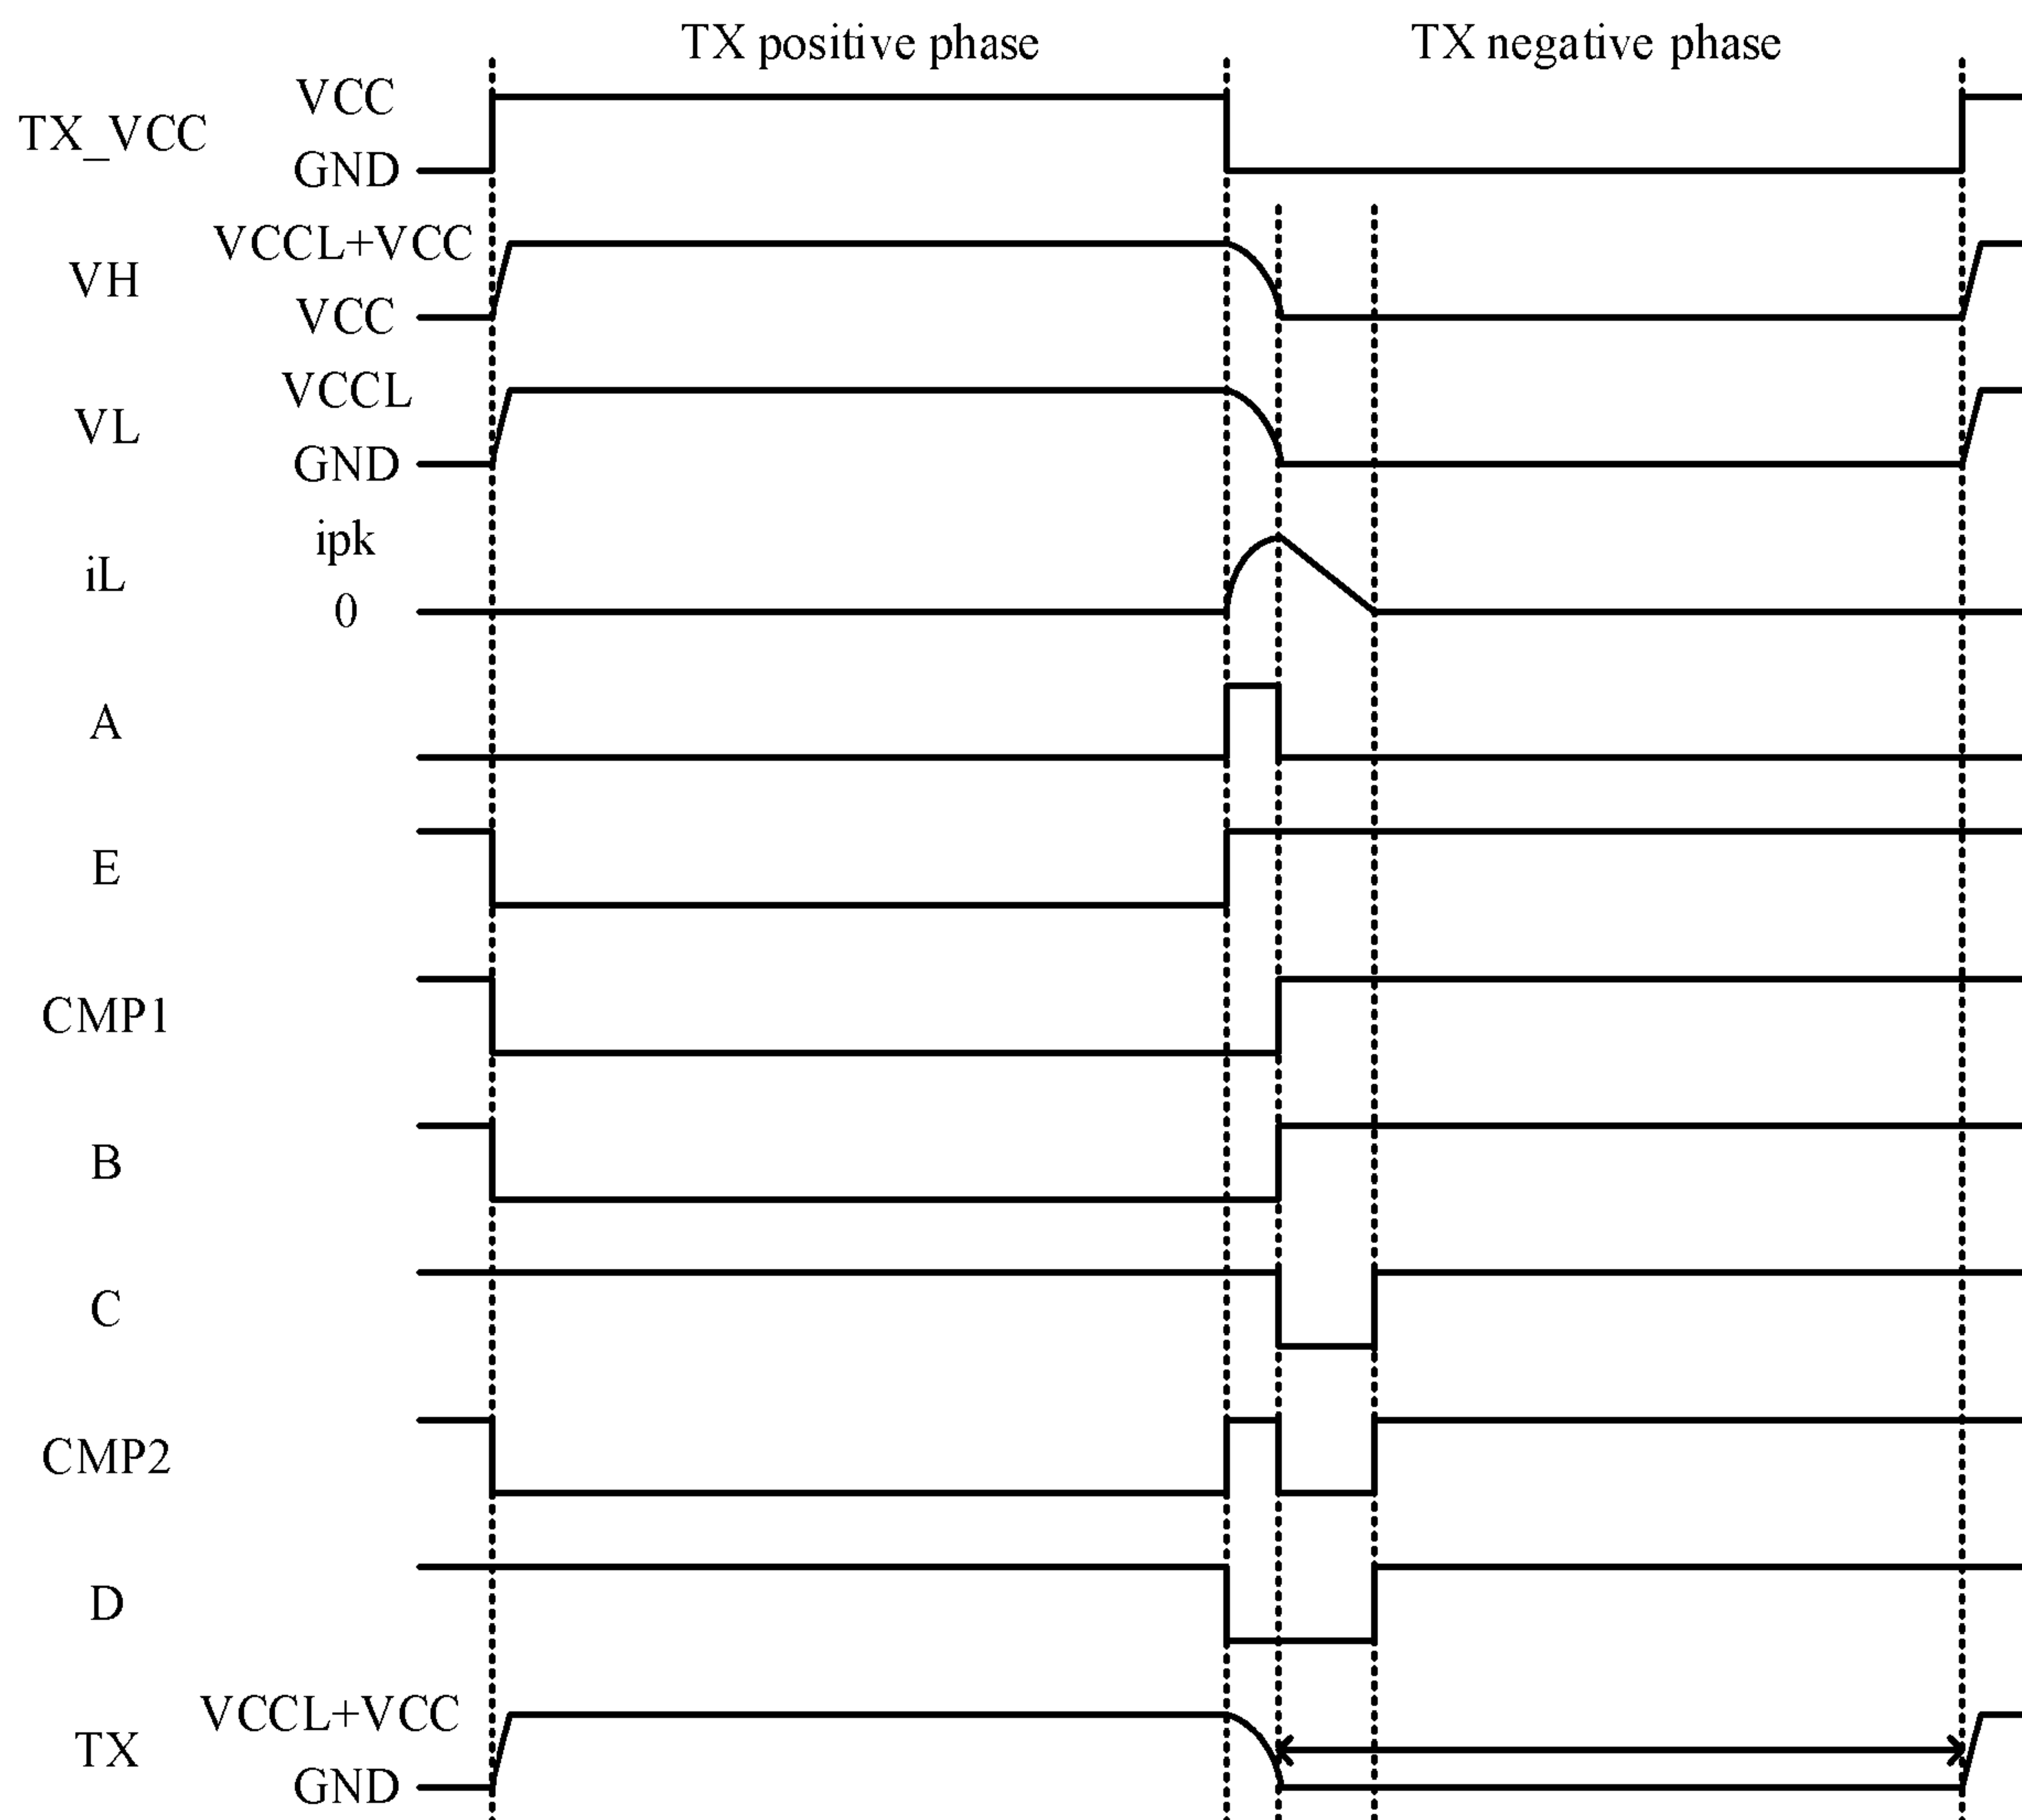 TX positive phase TX negative phase
VCC
TX_VCC
GND
VCCL+VCC
VH
VCC
VCCL
VL
GND
ipk
iL
0
A
E
CMP1
B
C
CMP2
D
VCCL+VCC
TX
GND